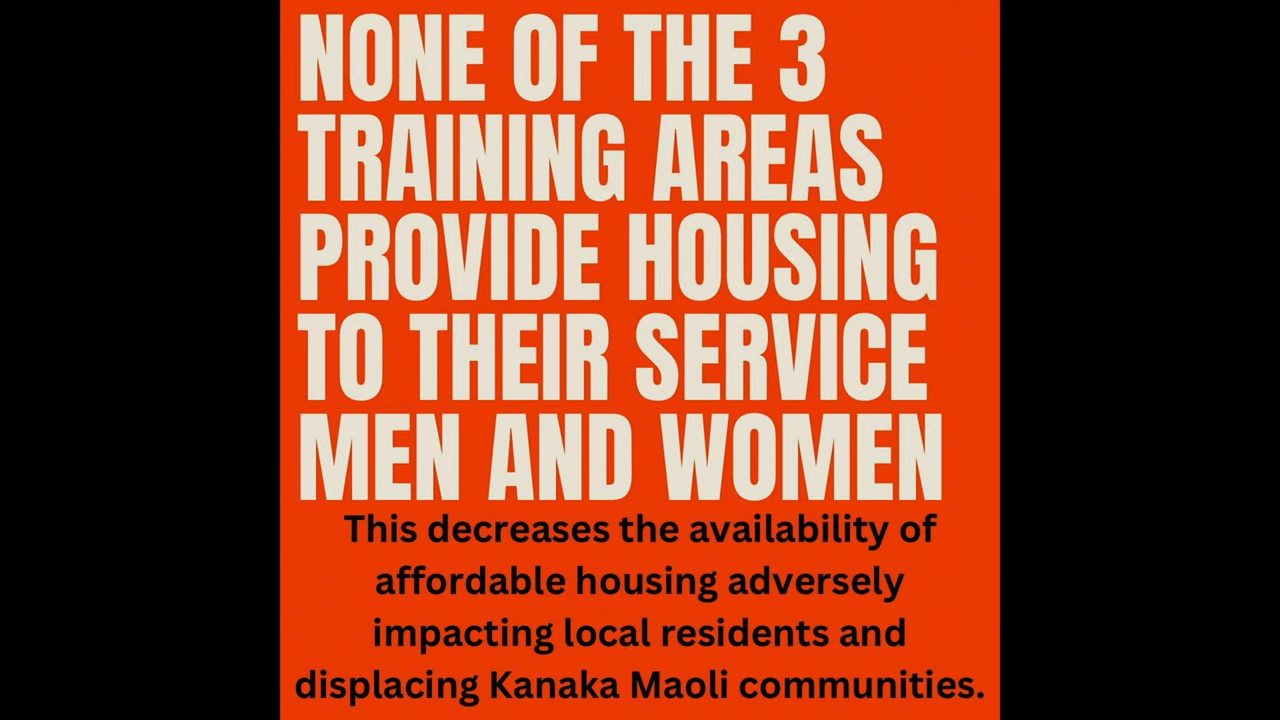 NONE OF THE 3
TRAINING AREAS
PROVIDE HOUSING
TO THEIR SERVICE
MEN AND WOMEN
This decreases the availability of
affordable housing adversely
impacting local residents and
displacing Kanaka Maoli communities.